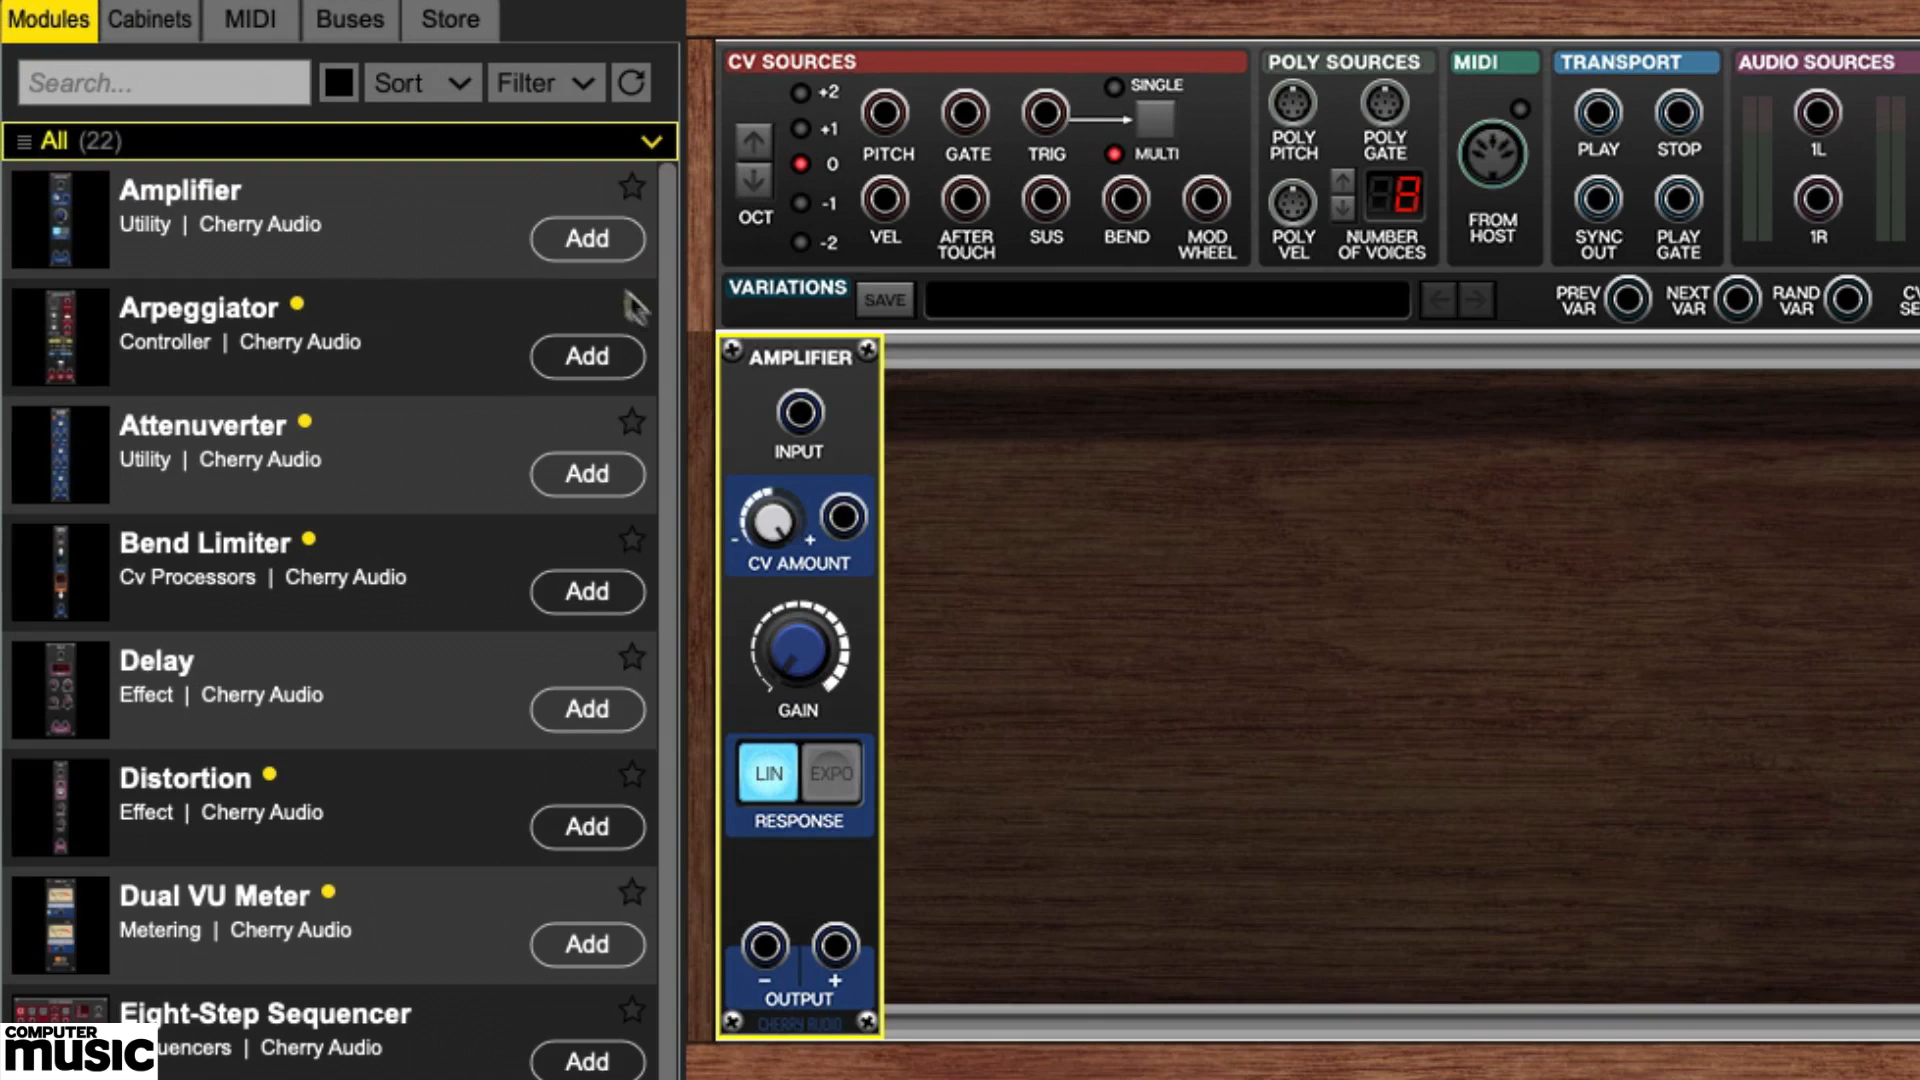 Modules Cabinets MIDI Buses Store
Search... Sort Filter
All (22)
Amplifier
Utility | Cherry Audio
Add
Arpeggiator
Controller | Cherry Audio
Add
Attenuverter
Utility | Cherry Audio
Add
Bend Limiter
Cv Processors | Cherry Audio
Add
Delay
Effect | Cherry Audio
Add
Distortion
Effect | Cherry Audio
Add
Dual VU Meter
Metering | Cherry Audio
Add
Eight-Step Sequencer
uencers | Cherry Audio
Add
COMPUTER
music
CV SOURCES
+2
+1
0
-1
-2
OCT
PITCH GATE TRIG
SINGLE
MULTI
VEL AFTER TOUCH SUS BEND MOD WHEEL
POLY SOURCES
POLY PITCH
POLY GATE
POLY VEL
8
NUMBER OF VOICES
MIDI
FROM HOST
TRANSPORT
PLAY STOP
SYNC OUT
PLAY GATE
AUDIO SOURCES
1L
1R
VARIATIONS SAVE
PREV VAR
NEXT VAR
RAND VAR
AMPLIFIER
INPUT
- +
CV AMOUNT
GAIN
LIN EXPO
RESPONSE
- +
OUTPUT
CHERRY AUDIO